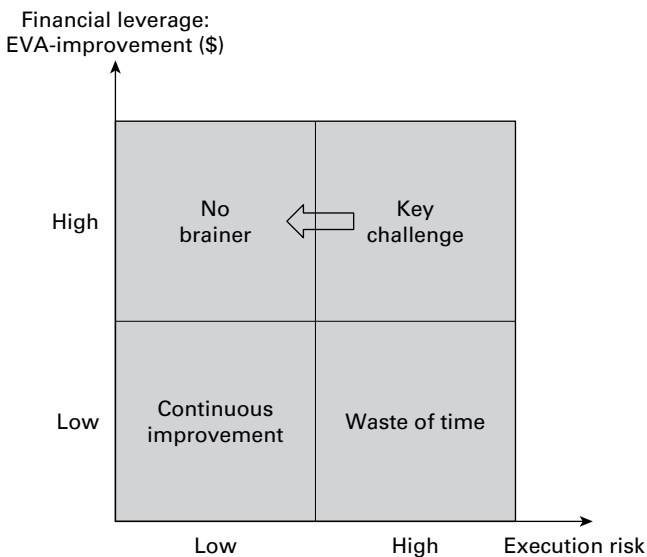 Financial leverage:
EVA-improvement ($)
High
No
brainer
Key
challenge
Low
Continuous
improvement
Waste of time
Low
High
Execution risk